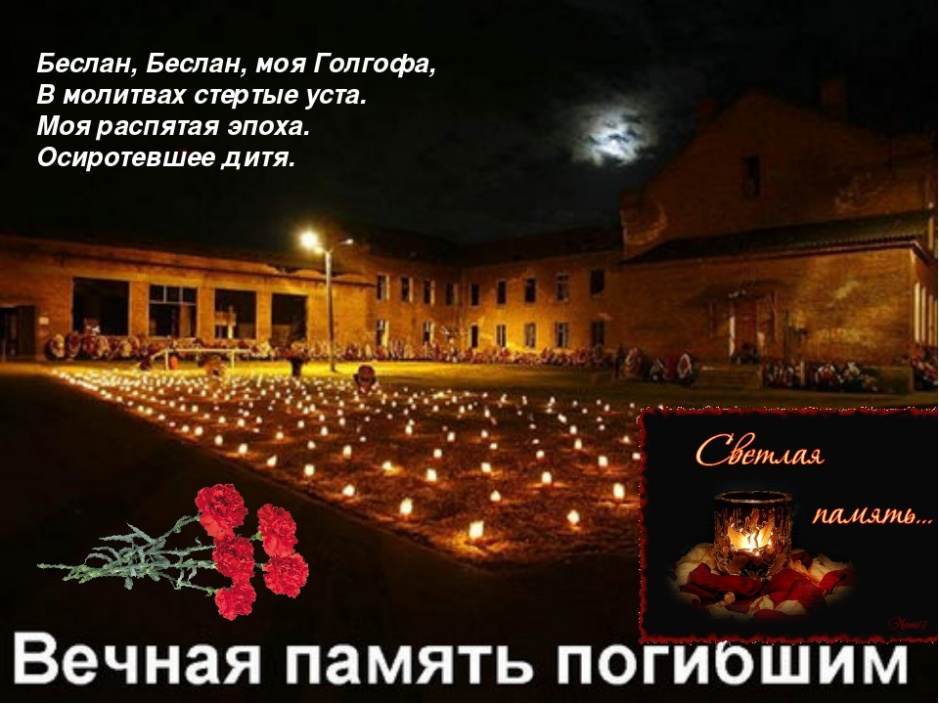 Беслан, Беслан, моя Голгофа,
В молитвах стертые уста.
Моя распятая эпоха.
Осиротевшее дитя.
Светлая
память...
Вечная память погибшим